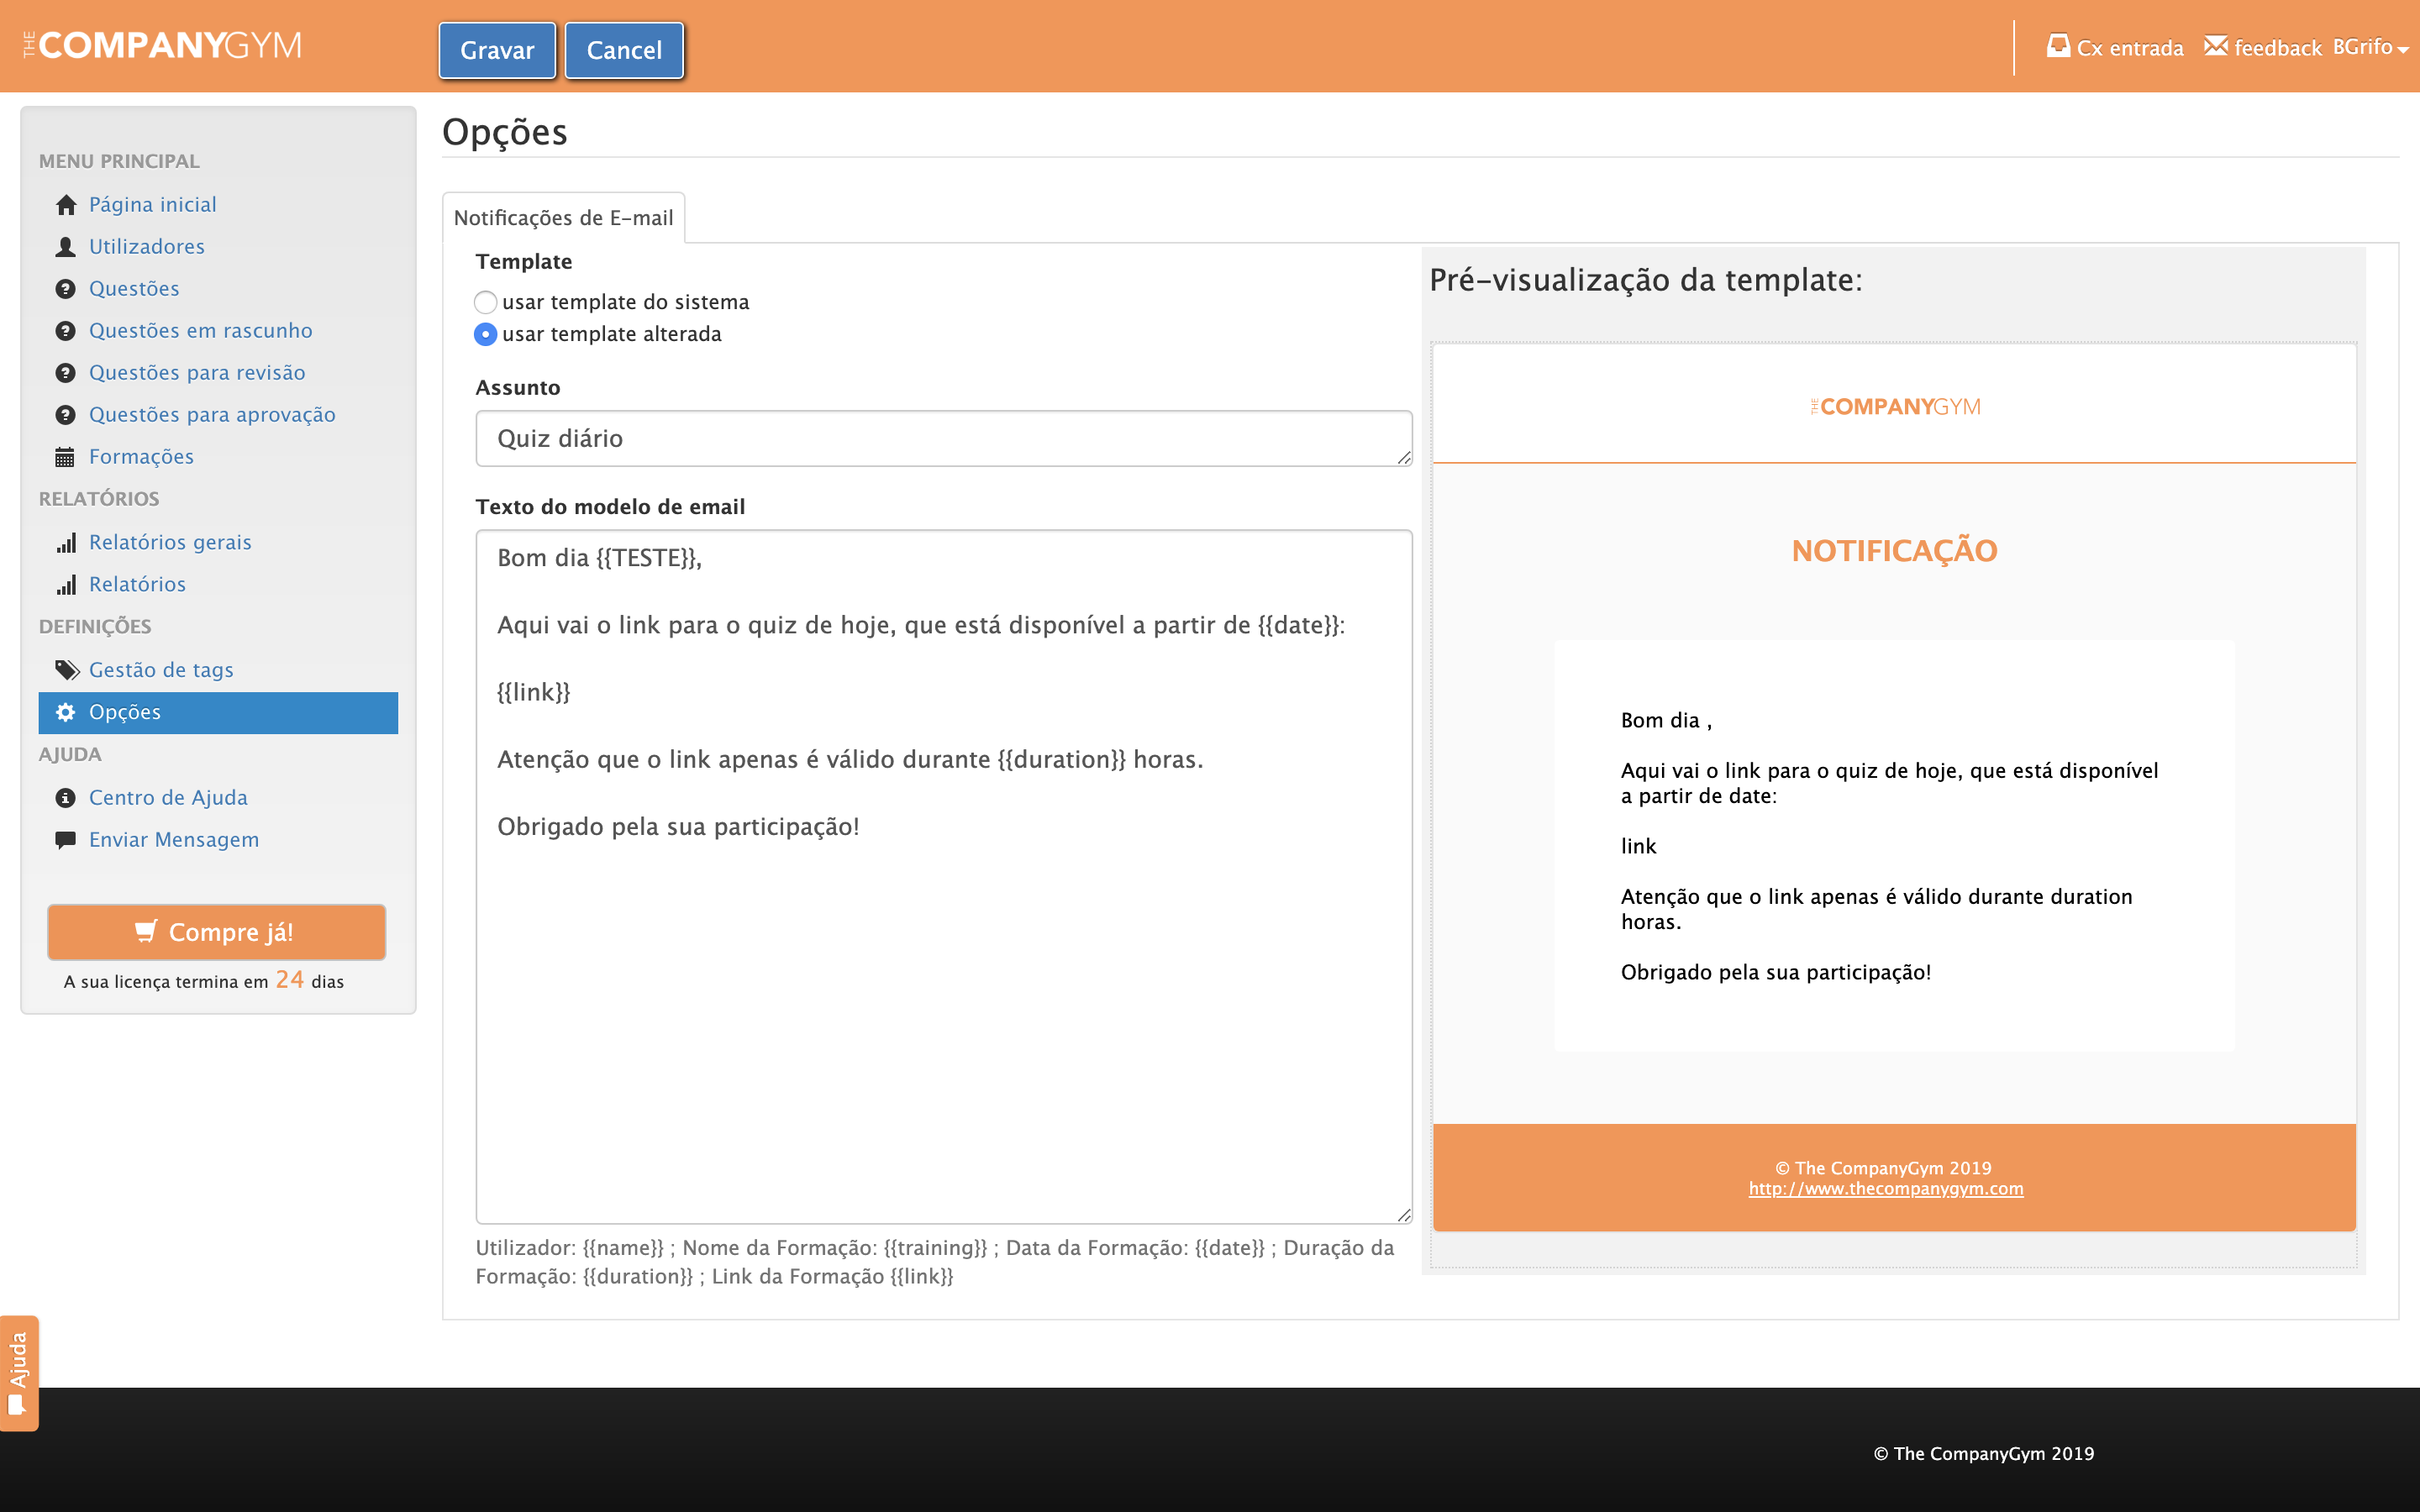 THE COMPANYGYM
Gravar
Cancel
Cx entrada
feedback
BGrifo
MENU PRINCIPAL
Página inicial
Utilizadores
Questões
Questões em rascunho
Questões para revisão
Questões para aprovação
Formações
RELATÓRIOS
Relatórios gerais
Relatórios
DEFINIÇÕES
Gestão de tags
Opções
AJUDA
Centro de Ajuda
Enviar Mensagem
Compre já!
A sua licença termina em 24 dias
Opções
Notificações de E-mail
Template
usar template do sistema
usar template alterada
Assunto
Quiz diário
Texto do modelo de email
Bom dia {{TESTE}},
Aqui vai o link para o quiz de hoje, que está disponível a partir de {{date}}:
{{link}}
Atenção que o link apenas é válido durante {{duration}} horas.
Obrigado pela sua participação!
Utilizador: {{name}} ; Nome da Formação: {{training}} ; Data da Formação: {{date}} ; Duração da
Formação: {{duration}} ; Link da Formação {{link}}
Pré-visualização da template:
THE COMPANYGYM
NOTIFICAÇÃO
Bom dia ,
Aqui vai o link para o quiz de hoje, que está disponível
a partir de date:
link
Atenção que o link apenas é válido durante duration
horas.
Obrigado pela sua participação!
© The CompanyGym 2019
http://www.thecompanygym.com
Ajuda
© The CompanyGym 2019